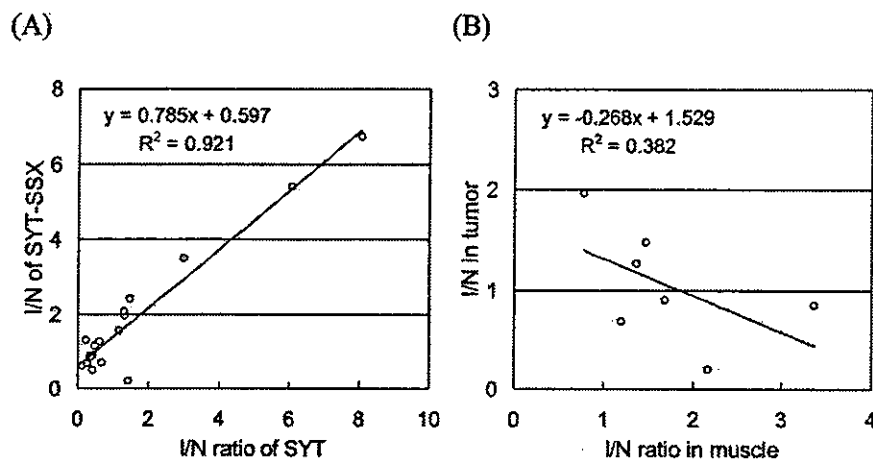 (A)
y = 0.785x + 0.597
R² = 0.921
I/N of SYT-SSX
8
6
4
2
0
0 2 4 6 8 10
I/N ratio of SYT
(B)
y = -0.268x + 1.529
R² = 0.382
I/N in tumor
3
2
1
0
0 1 2 3 4
I/N ratio in muscle